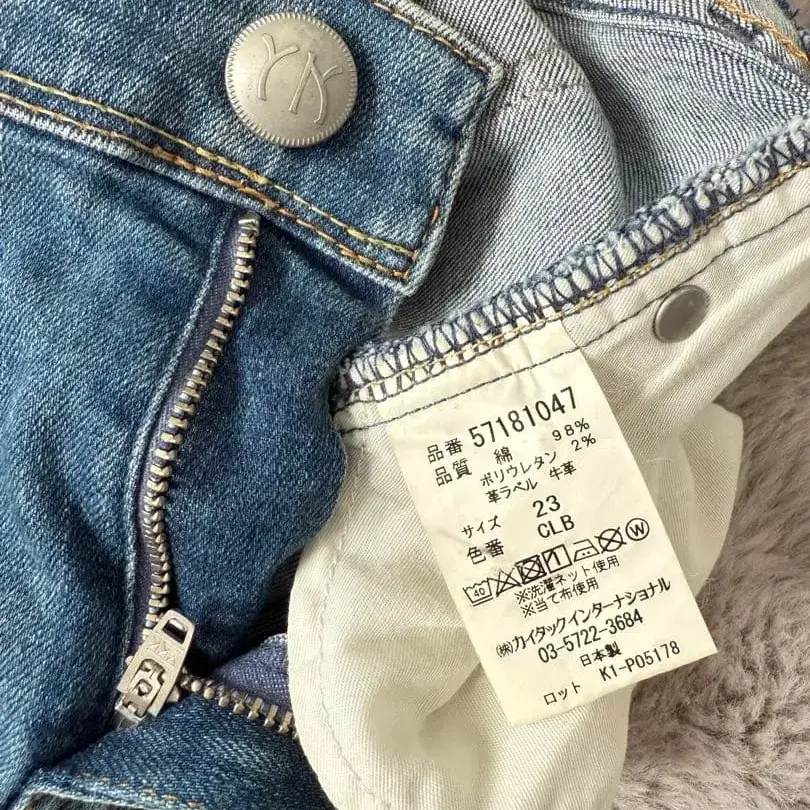 YK
品番 57181047
品質 綿 98%
ポリウレタン 2%
革ラベル 牛革
サイズ 23
色番 CLB
40 1 W
※洗濯ネット使用
※当て布使用
㈱カイタックインターナショナル
03-5722-3684
日本製
ロット K1-P05178